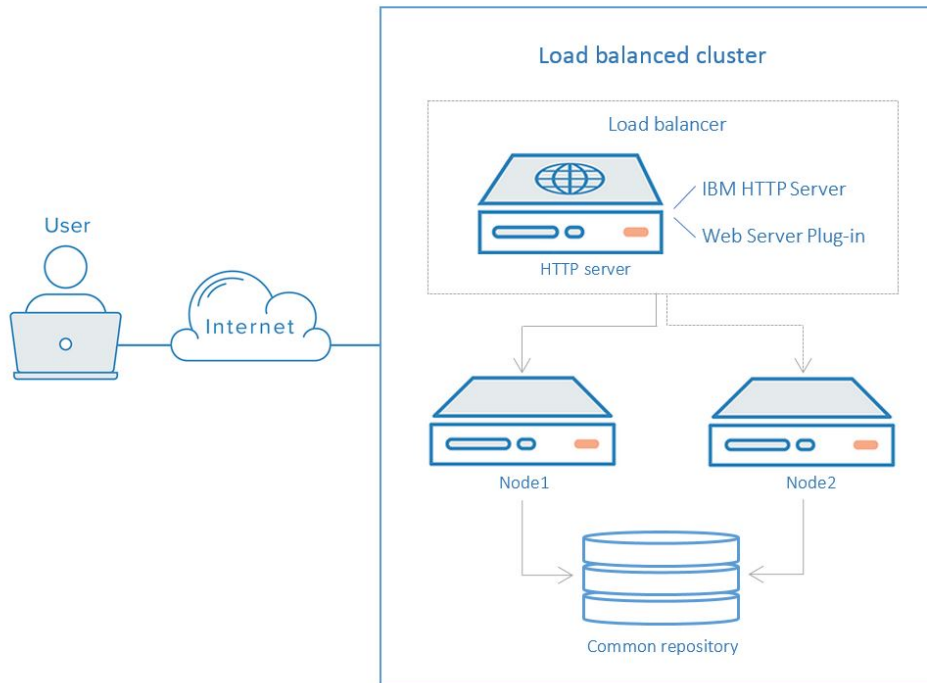 Load balanced cluster
Load balancer
IBM HTTP Server
Web Server Plug-in
HTTP server
User
Internet
Node1
Node2
Common repository